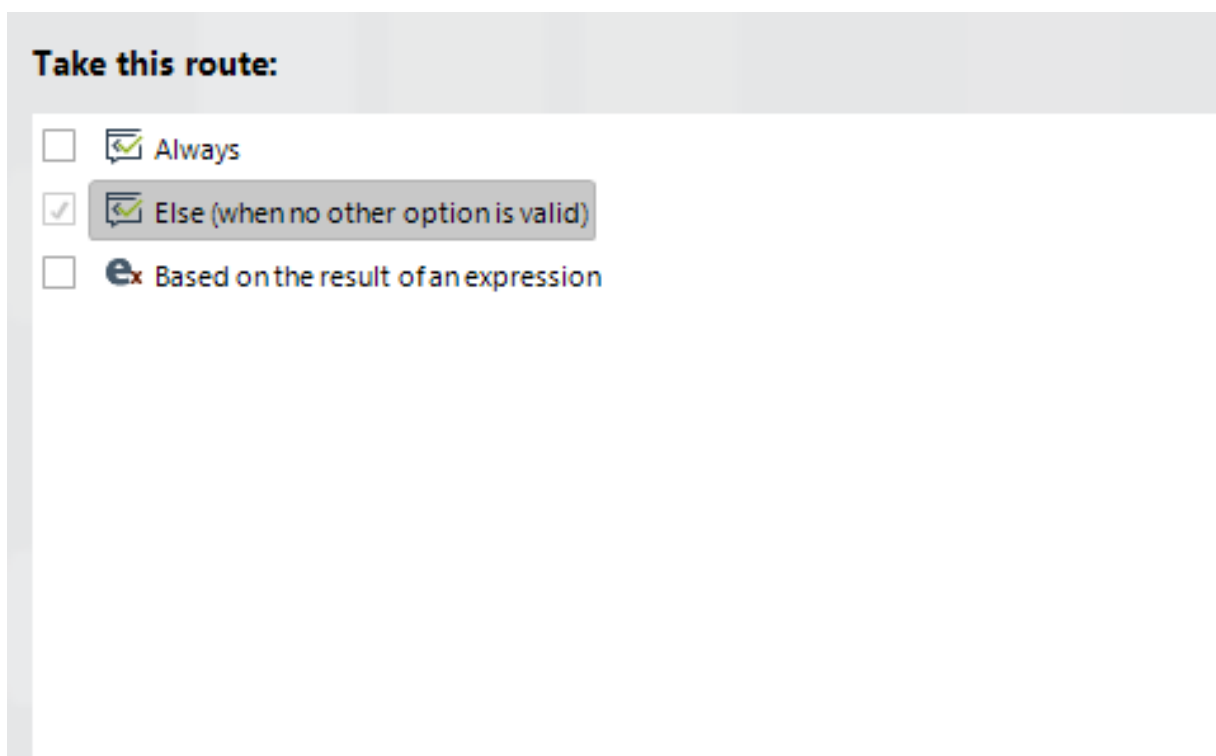 Take this route:
Always
Else (when no other option is valid)
Based on the result of an expression